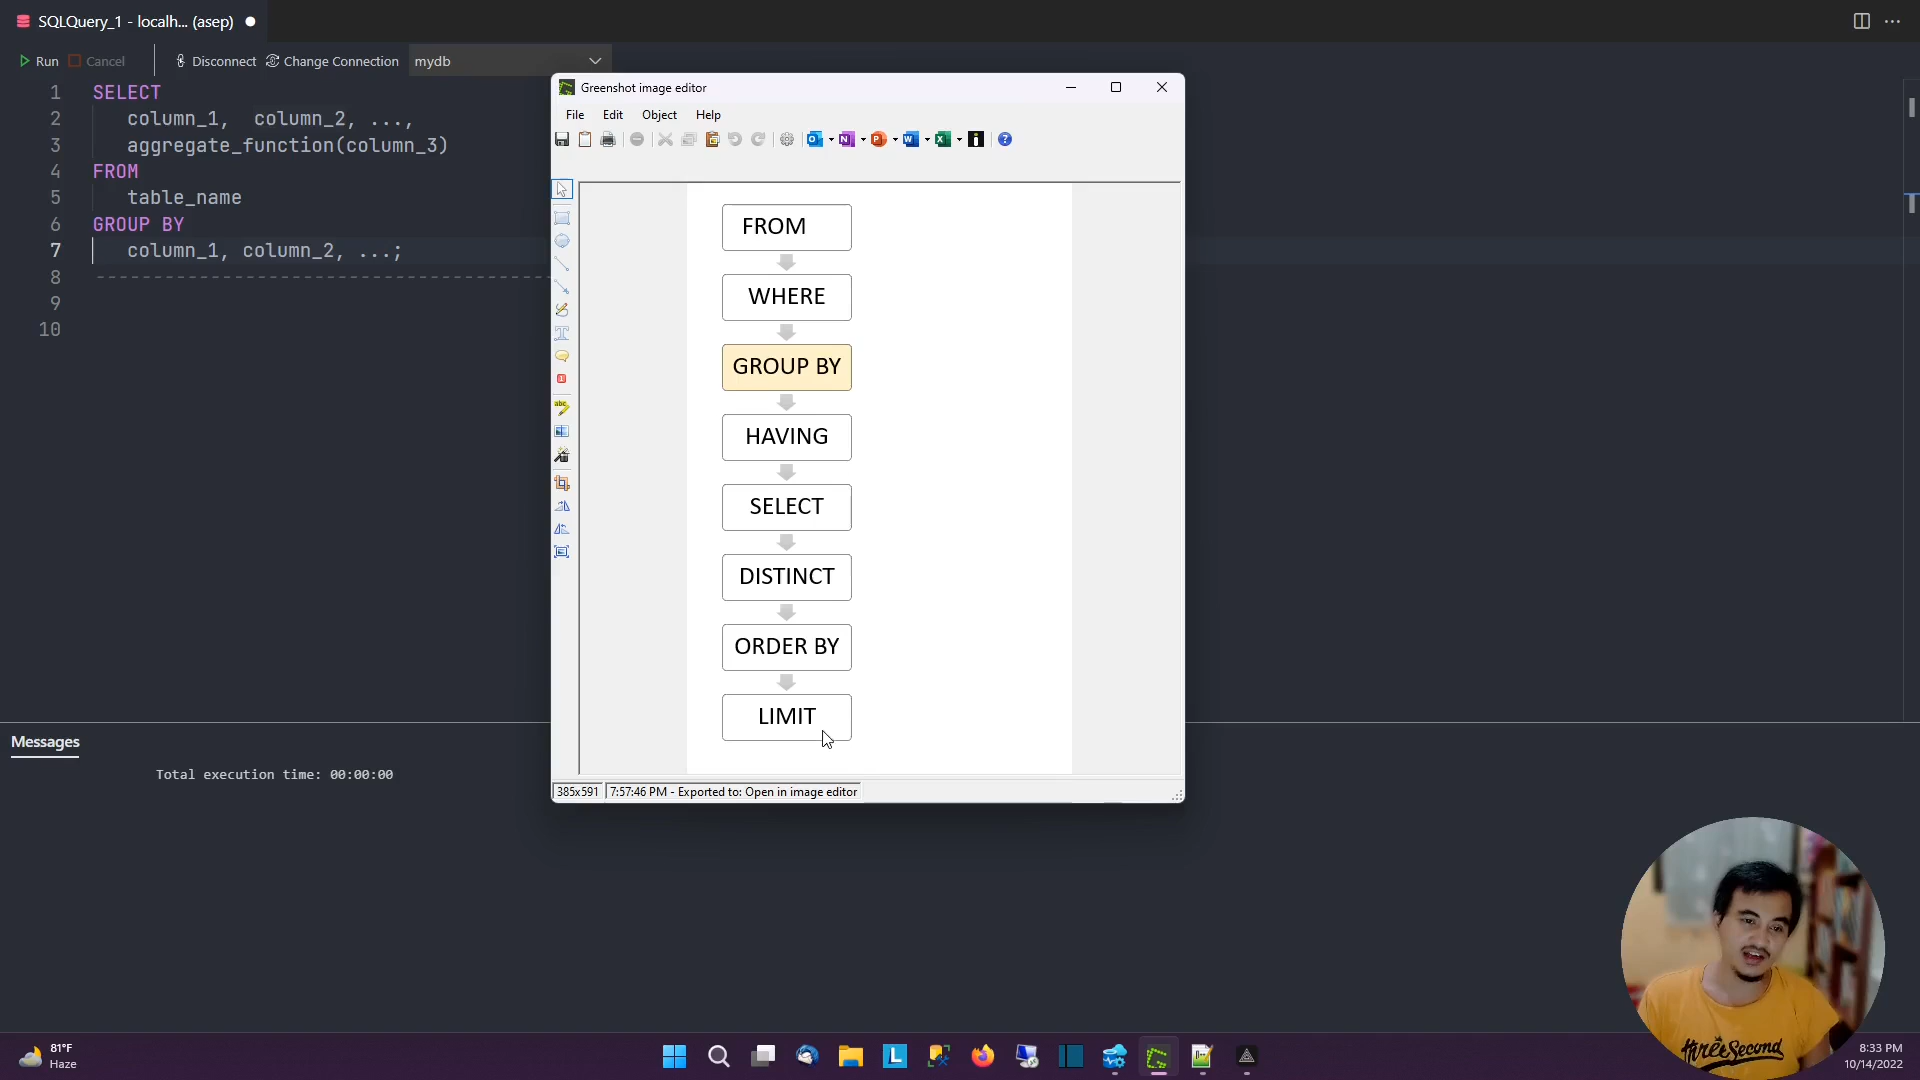 SQLQuery_1 - localh... (asep)
Run Cancel Disconnect Change Connection mydb
1 SELECT
2 column_1, column_2, ...,
3 aggregate_function(column_3)
4 FROM
5 table_name
6 GROUP BY
7 column_1, column_2, ...;
8 ----------------------------------------
9
10
Greenshot image editor
File Edit Object Help
FROM
WHERE
GROUP BY
HAVING
SELECT
DISTINCT
ORDER BY
LIMIT
385x591 7:57:46 PM - Exported to: Open in image editor
Messages
Total execution time: 00:00:00
threeSecond
81°F
Haze
8:33 PM
10/14/2022